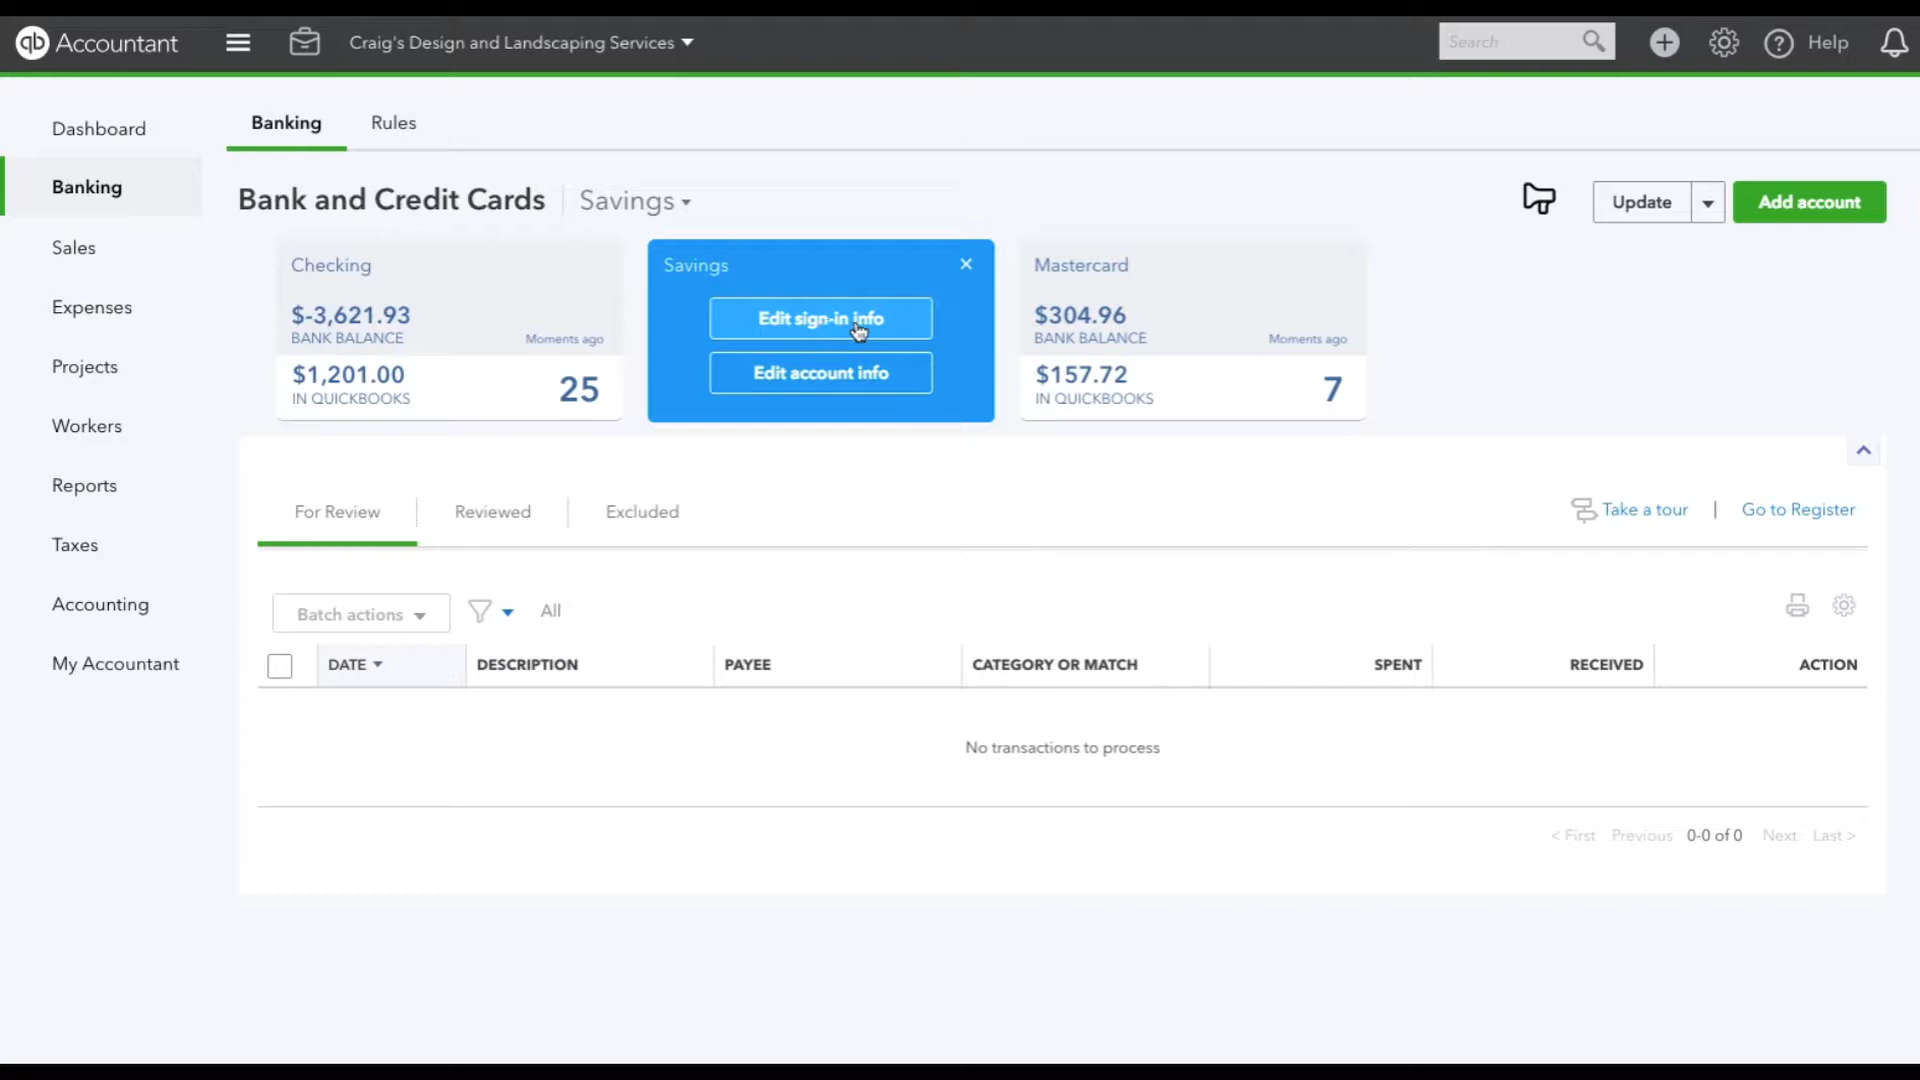 qb Accountant
Craig's Design and Landscaping Services
Search
Help
Dashboard
Banking
Sales
Expenses
Projects
Workers
Reports
Taxes
Accounting
My Accountant
Banking Rules
Bank and Credit Cards Savings
Update
Add account
Checking
$-3,621.93
BANK BALANCE Moments ago
$1,201.00
IN QUICKBOOKS
25
Savings
Edit sign-in info
Edit account info
Mastercard
$304.96
BANK BALANCE Moments ago
$157.72
IN QUICKBOOKS
7
For Review Reviewed Excluded
Take a tour | Go to Register
Batch actions All
DATE DESCRIPTION PAYEE CATEGORY OR MATCH SPENT RECEIVED ACTION
No transactions to process
< First Previous 0-0 of 0 Next Last >